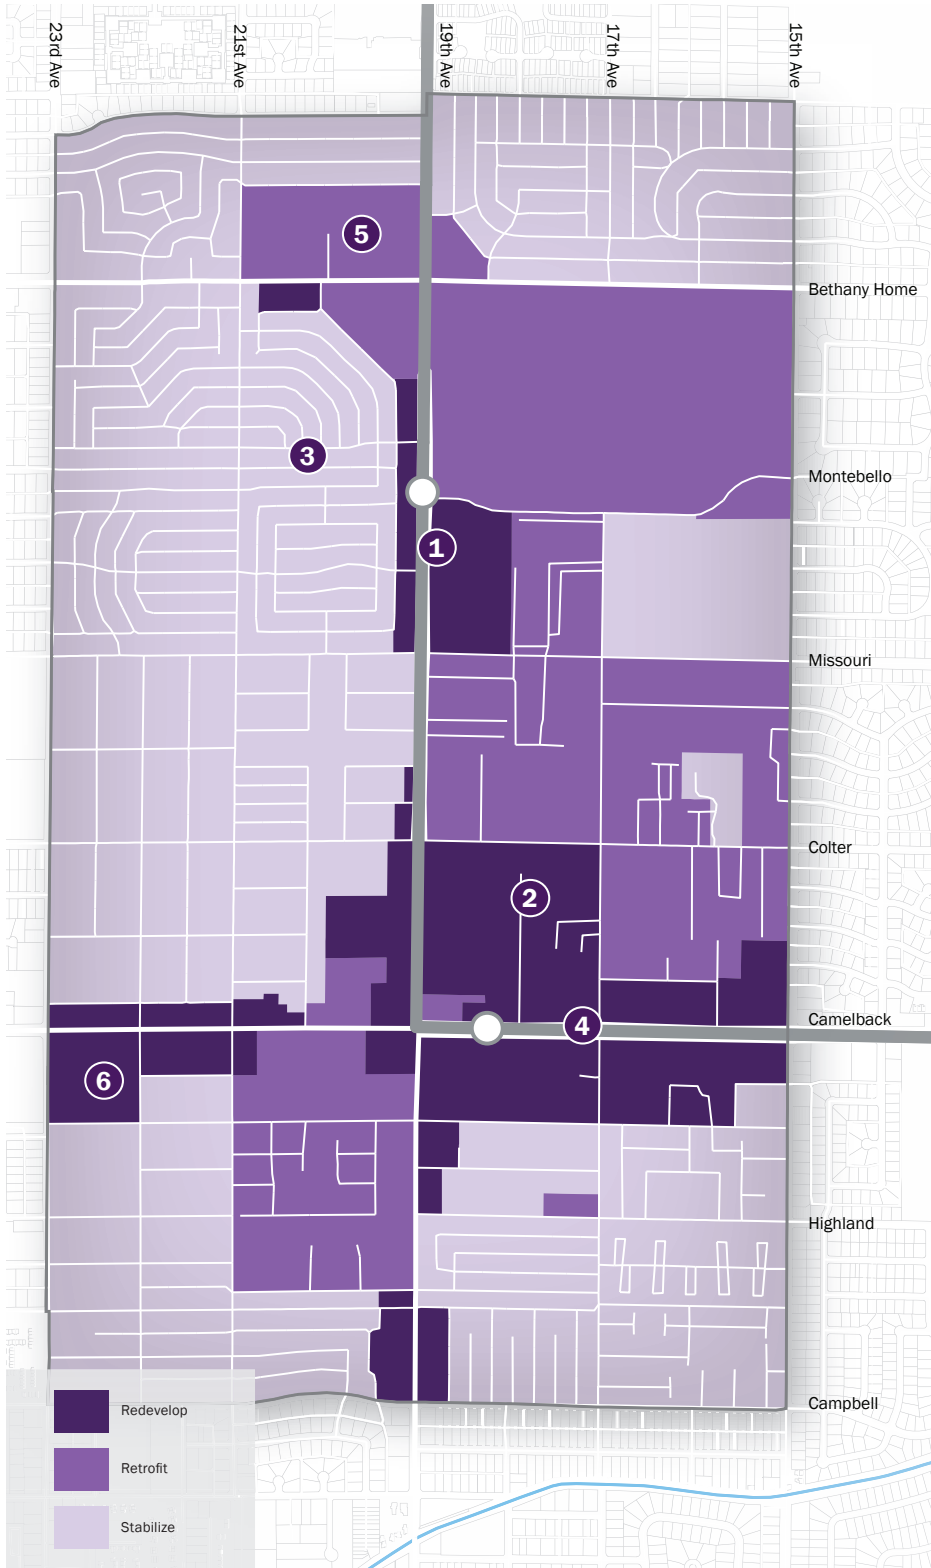 23rd Ave
21st Ave
19th Ave
17th Ave
15th Ave
5
Bethany Home
3
Montebello
1
Missouri
Colter
2
Camelback
4
6
Highland
Campbell
Redevelop
Retrofit
Stabilize